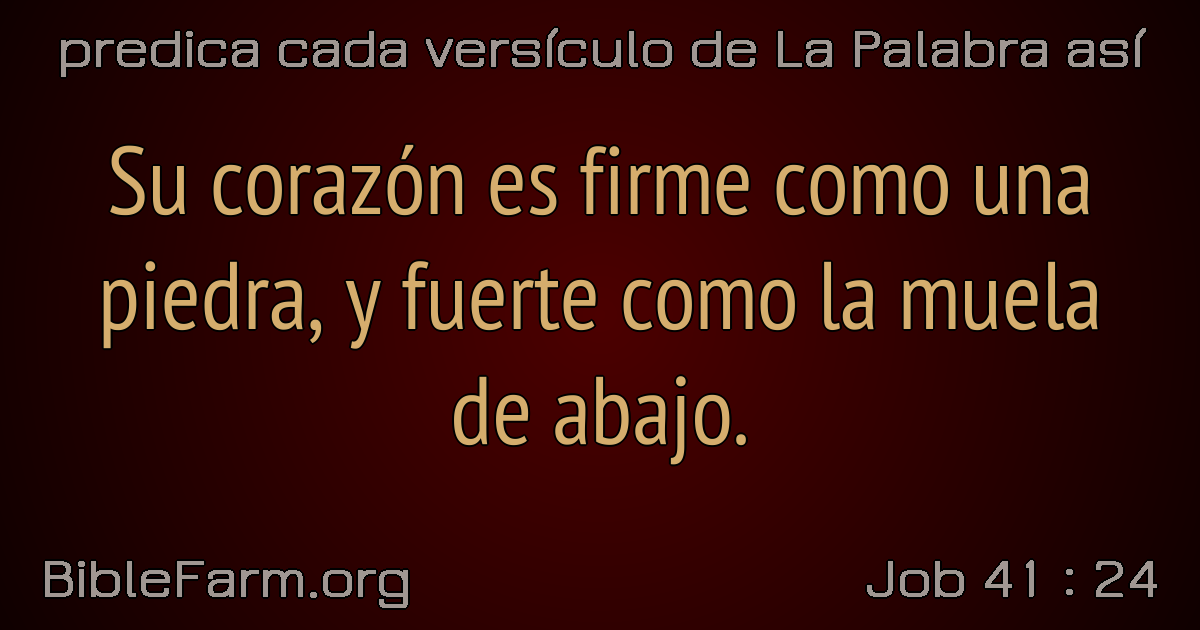 predica cada versículo de La Palabra así
Su corazón es firme como una
piedra, y fuerte como la muela
de abajo.
BibleFarm.org
Job 41 : 24